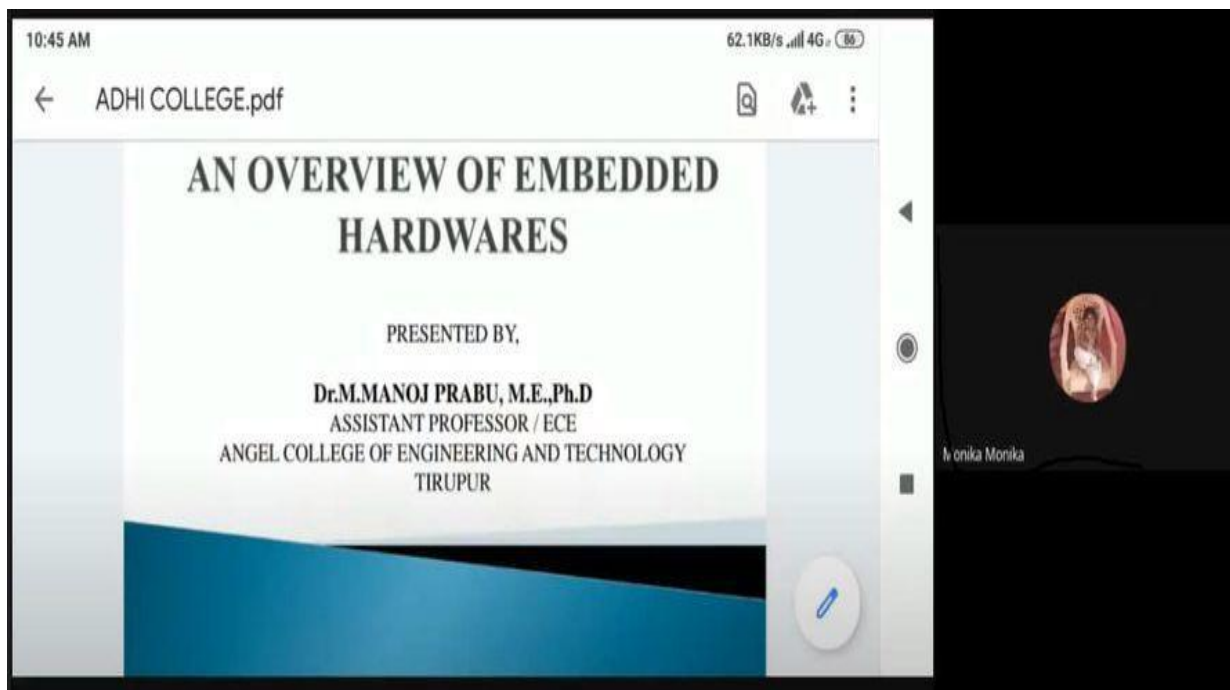 10:45 AM
62.1KB/s 4G 86
ADHI COLLEGE.pdf
AN OVERVIEW OF EMBEDDED
HARDWARES
PRESENTED BY,
Dr.M.MANOJ PRABU, M.E.,Ph.D
ASSISTANT PROFESSOR / ECE
ANGEL COLLEGE OF ENGINEERING AND TECHNOLOGY
TIRUPUR
Monika Monika